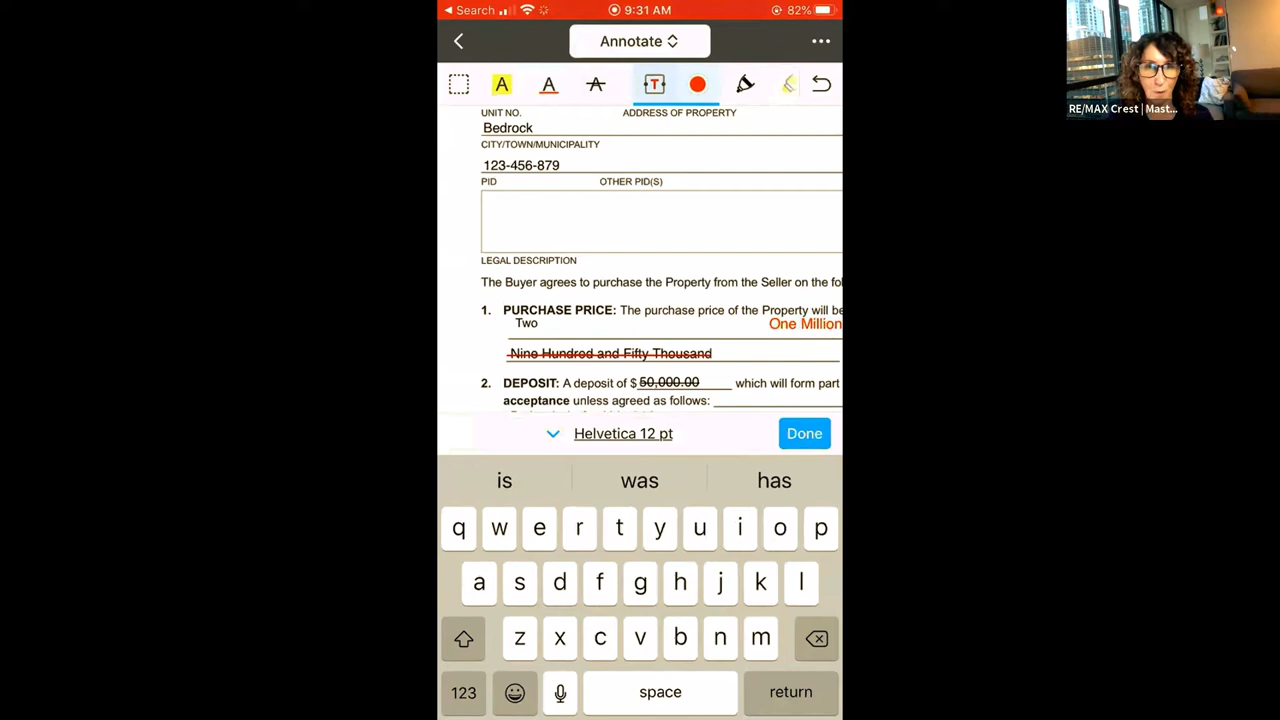 Search 9:31 AM 82%
Annotate
A A A T
UNIT NO. ADDRESS OF PROPERTY
Bedrock
CITY/TOWN/MUNICIPALITY
123-456-879
PID OTHER PID(S)
LEGAL DESCRIPTION
The Buyer agrees to purchase the Property from the Seller on the fol
1. PURCHASE PRICE: The purchase price of the Property will be
Two One Million
Nine Hundred and Fifty Thousand
2. DEPOSIT: A deposit of $ 50,000.00 which will form part
acceptance unless agreed as follows:
Helvetica 12 pt Done
is was has
q w e r t y u i o p
a s d f g h j k l
z x c v b n m
123 space return
RE/MAX Crest | Mast...